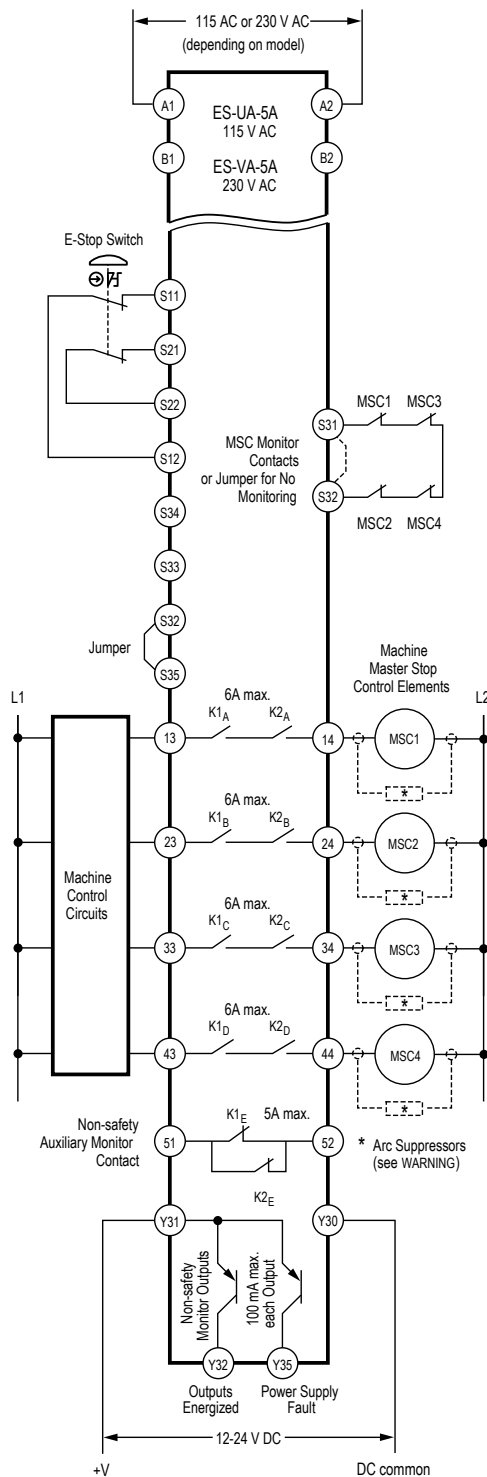 115 AC or 230 V AC
(depending on model)
A1
ES-UA-5A
115 V AC
A2
B1
ES-VA-5A
230 V AC
B2
E-Stop Switch
S11
S21
S22
S12
S34
S33
S32
Jumper
S35
S31
MSC1 MSC3
MSC Monitor
Contacts
or Jumper for No
Monitoring
S32
MSC2 MSC4
Machine
Master Stop
Control Elements
L1
L2
6A max.
13 K1A K2A 14 MSC1
*
6A max.
23 K1B K2B 24 MSC2
*
Machine
Control
Circuits
6A max.
33 K1C K2C 34 MSC3
*
6A max.
43 K1D K2D 44 MSC4
*
Non-safety
Auxiliary Monitor
Contact
51 K1E 5A max. 52
K2E
* Arc Suppressors
(see WARNING)
Y31
Y30
Non-safety
Monitor Outputs
100 mA max.
each Output
Y32
Y35
Outputs
Energized
Power Supply
Fault
12-24 V DC
+V
DC common